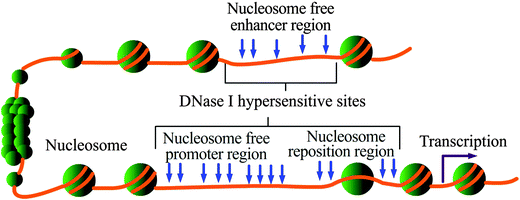 Nucleosome free
enhancer region
DNase I hypersensitive sites
Nucleosome
Nucleosome free
promoter region
Nucleosome
reposition region
Transcription